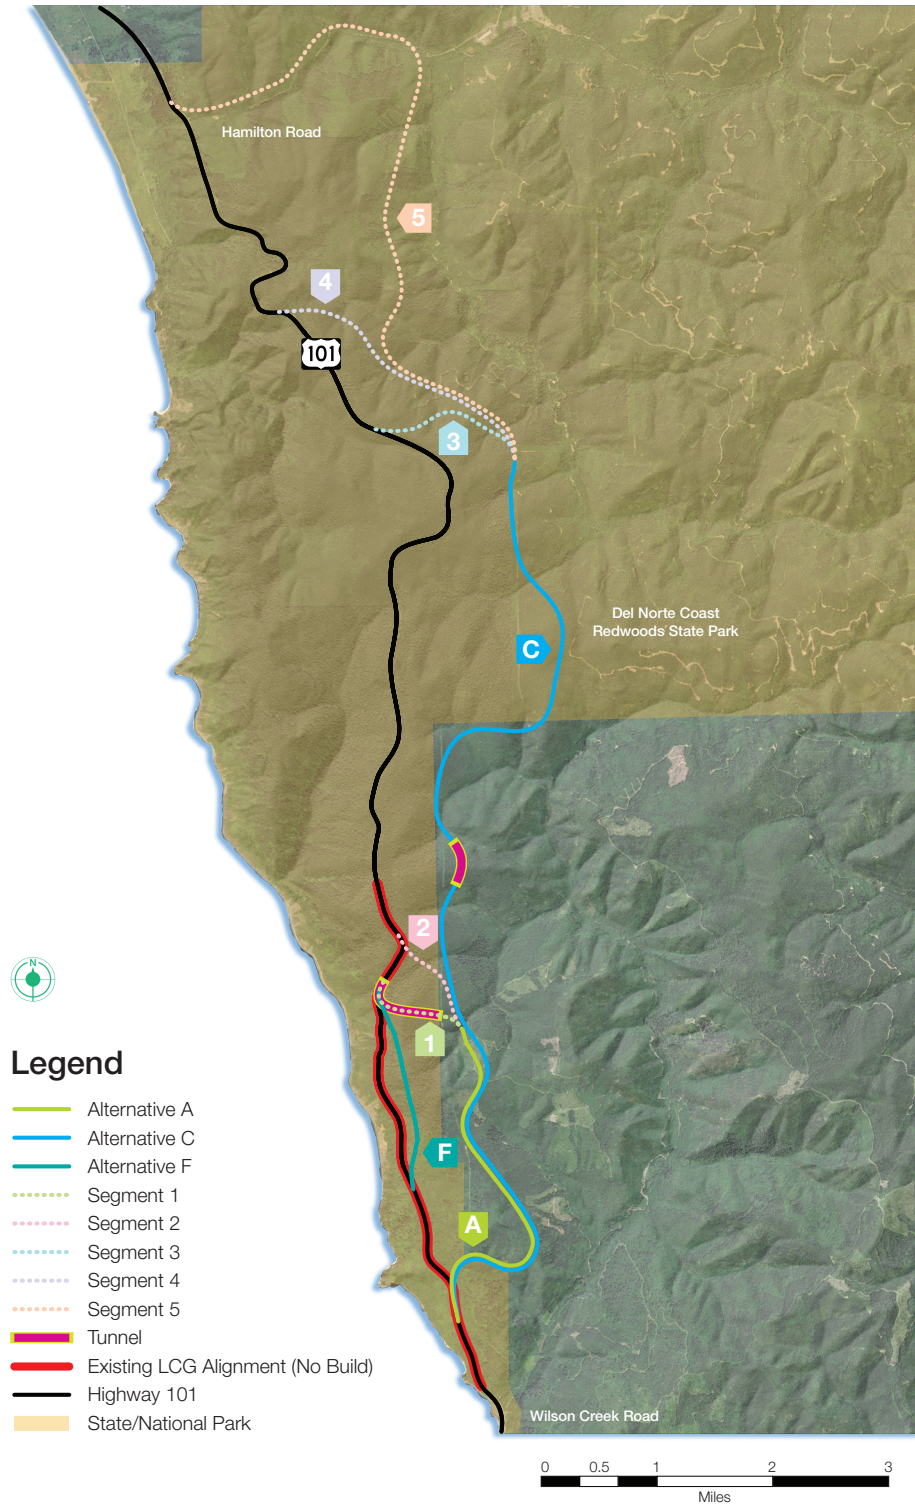 Hamilton Road
5
4
101
3
Del Norte Coast
Redwoods State Park
C
2
N
1
Legend
Alternative A
Alternative C
Alternative F
Segment 1
Segment 2
Segment 3
Segment 4
Segment 5
Tunnel
Existing LCG Alignment (No Build)
Highway 101
State/National Park
F
A
Wilson Creek Road
0 0.5 1 2 3
Miles